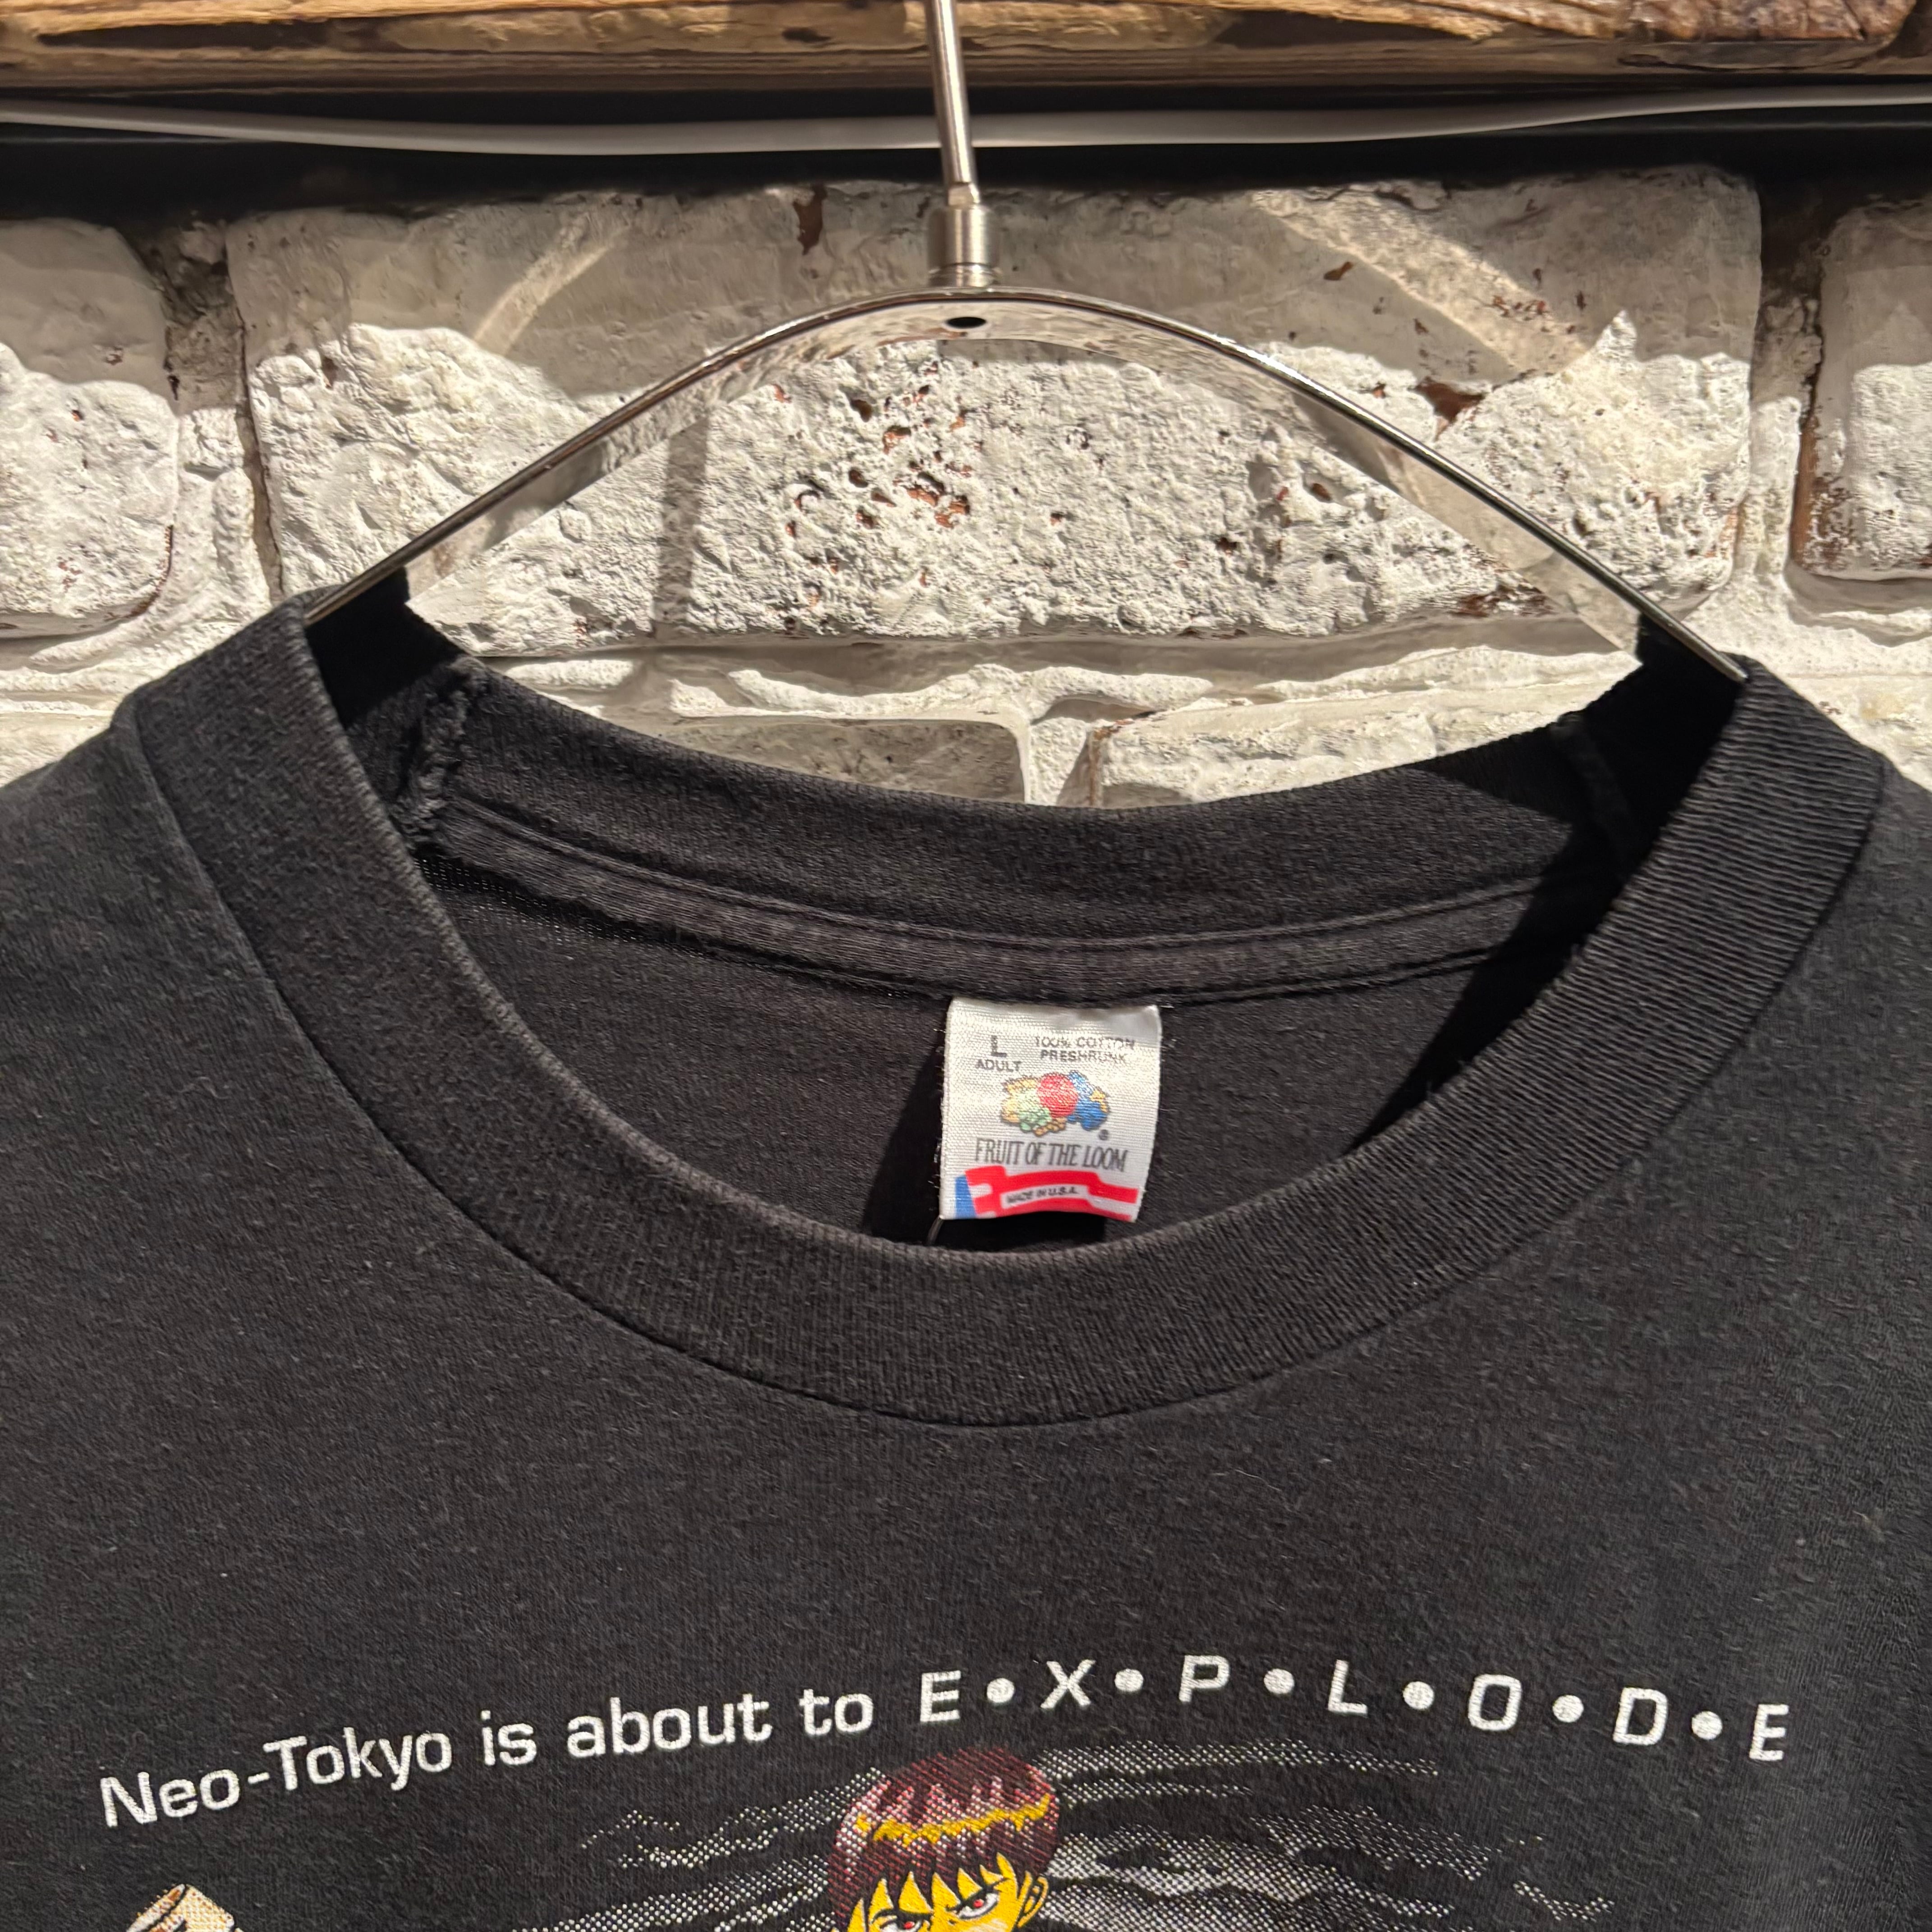 L
ADULT
100% COTTON
PRESHRUNK
®
FRUIT OF THE LOOM
MADE IN U.S.A.
Neo-Tokyo is about to E•X•P•L•O•D•E